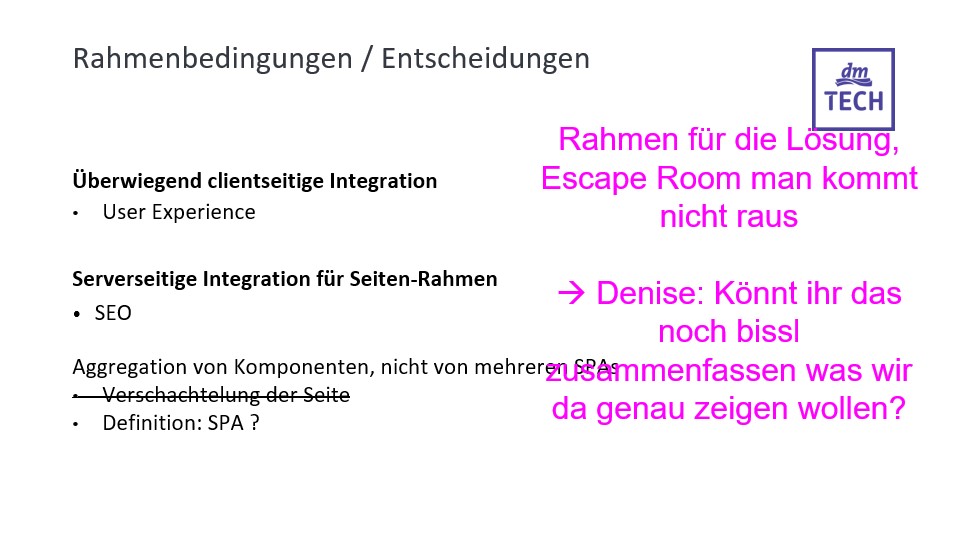 Rahmenbedingungen / Entscheidungen
dm
TECH
Überwiegend clientseitige Integration
• User Experience
Serverseitige Integration für Seiten-Rahmen
• SEO
Aggregation von Komponenten, nicht von mehreren SPAs
• Verschachtelung der Seite
• Definition: SPA ?
Rahmen für die Lösung,
Escape Room man kommt
nicht raus
→ Denise: Könnt ihr das
noch bissl
zusammenfassen was wir
da genau zeigen wollen?